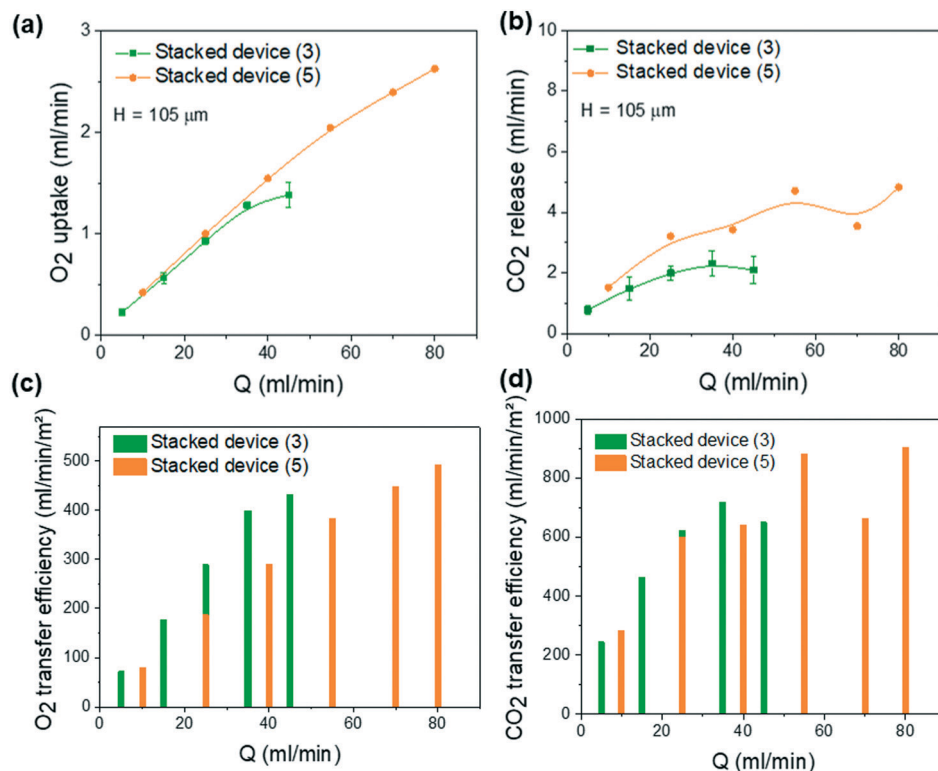 (a)
3
2
1
0
O₂ uptake (ml/min)
Stacked device (3)
Stacked device (5)
H = 105 μm
0 20 40 60 80
Q (ml/min)
(b)
10
8
6
4
2
0
CO₂ release (ml/min)
Stacked device (3)
Stacked device (5)
H = 105 μm
0 20 40 60 80
Q (ml/min)
(c)
500
400
300
200
100
0
O₂ transfer efficiency (ml/min/m²)
Stacked device (3)
Stacked device (5)
0 20 40 60 80
Q (ml/min)
(d)
1000
800
600
400
200
0
CO₂ transfer efficiency (ml/min/m²)
Stacked device (3)
Stacked device (5)
0 20 40 60 80
Q (ml/min)